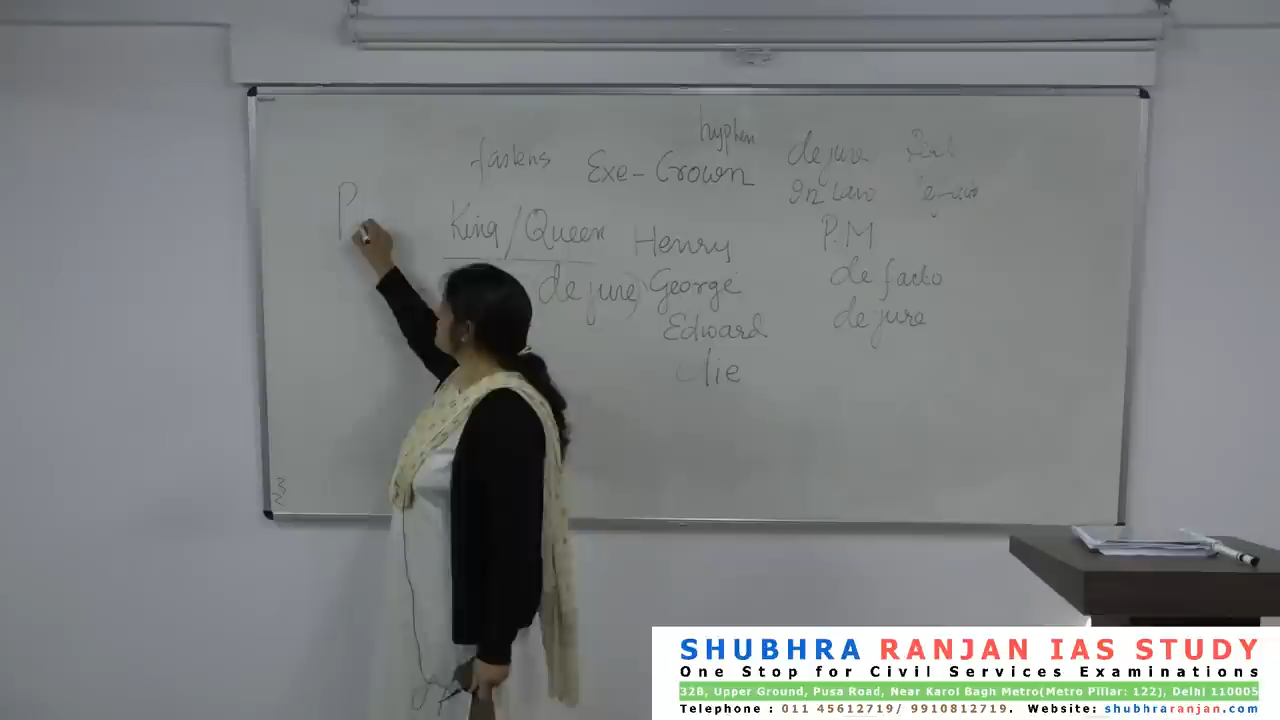 hyphen
fastens Exe-Crown de jure
In law
P King/Queen Henry P.M
de jure) George de facto
Edward de jure
die
SHUBHRA RANJAN IAS STUDY
One Stop for Civil Services Examinations
32B, Upper Ground, Pusa Road, Near Karol Bagh Metro(Metro Pillar: 122), Delhi 110005
Telephone : 011 45612719/ 9910812719. Website: shubhraranjan.com